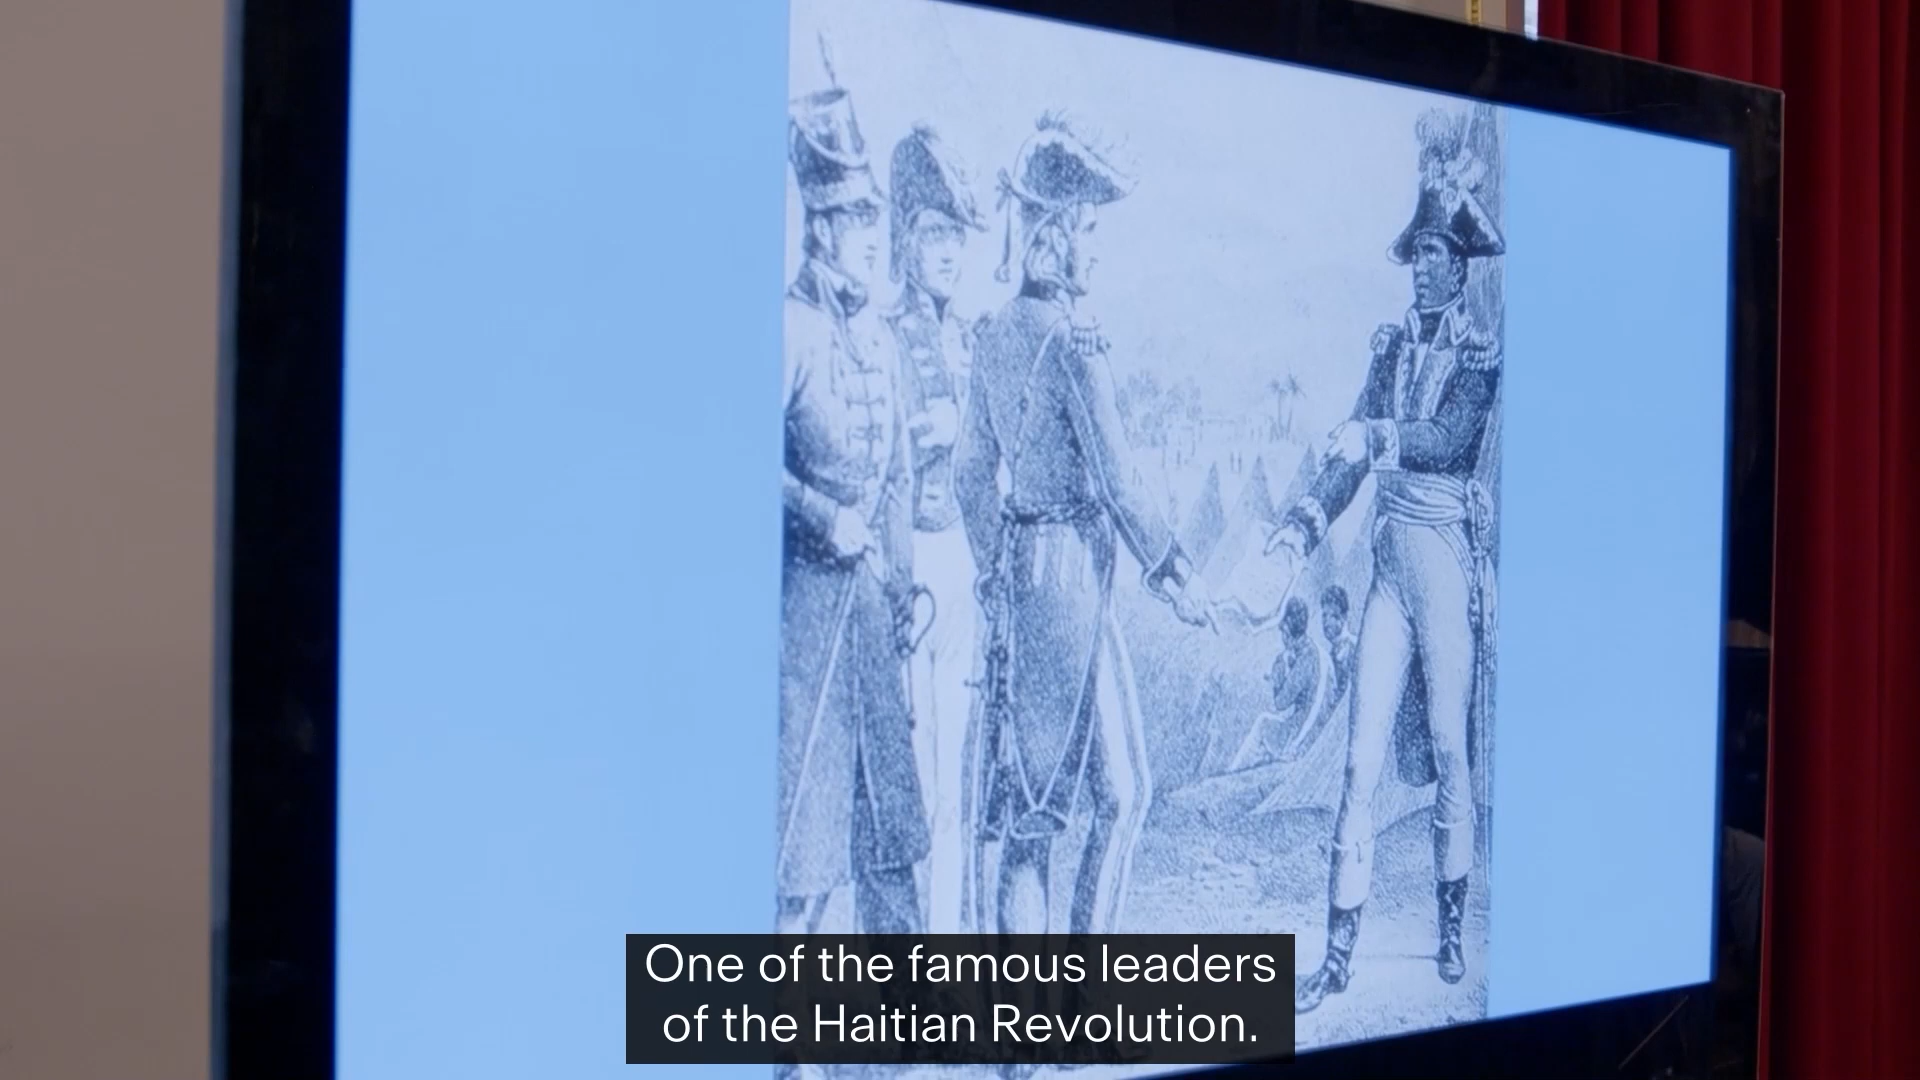 One of the famous leaders
of the Haitian Revolution.